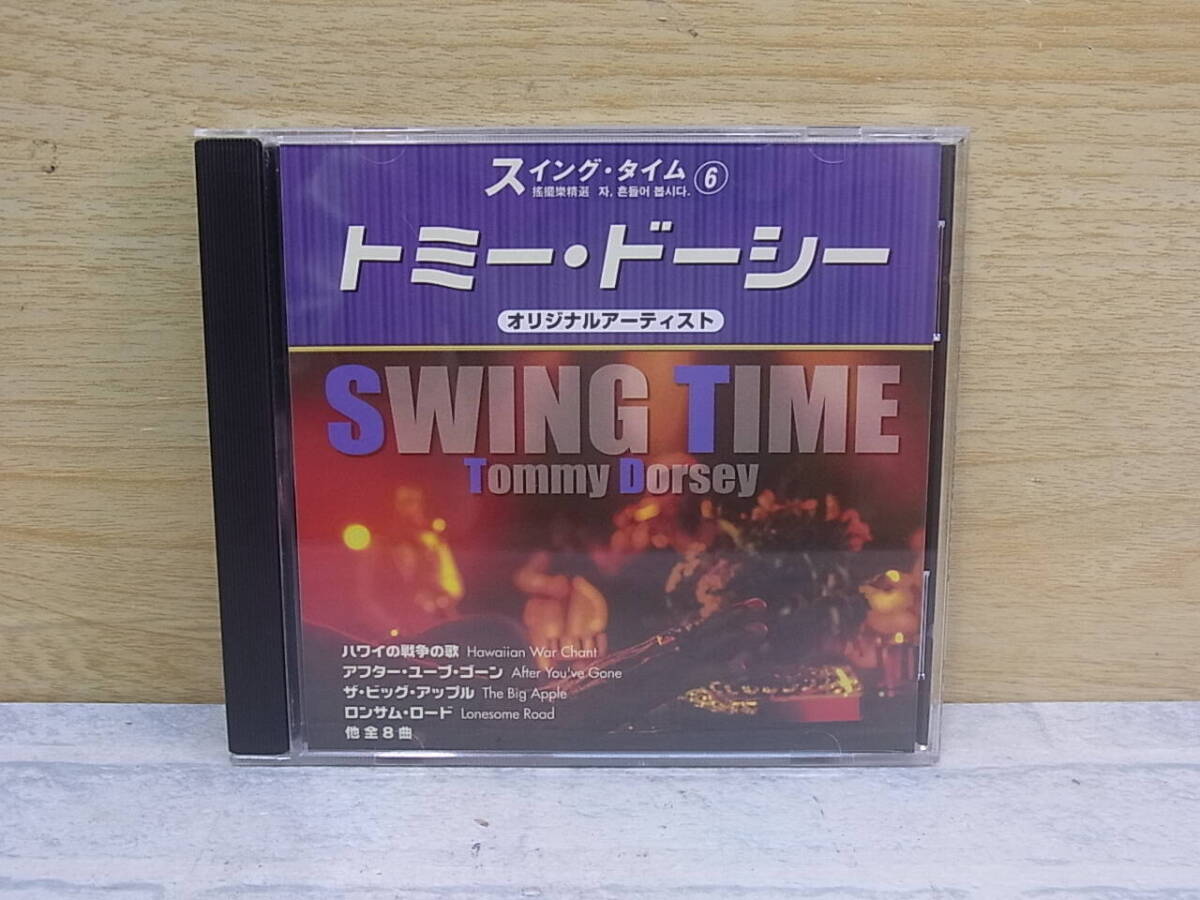 スイング・タイム⑥
搖擺樂精選 자, 흔들어 봅시다.
トミー・ドーシー
オリジナルアーティスト
SWING TIME
Tommy Dorsey
ハワイの戦争の歌 Hawaiian War Chant
アフター・ユーブ・ゴーン After You've Gone
ザ・ビッグ・アップル The Big Apple
ロンサム・ロード Lonesome Road
他 全8曲